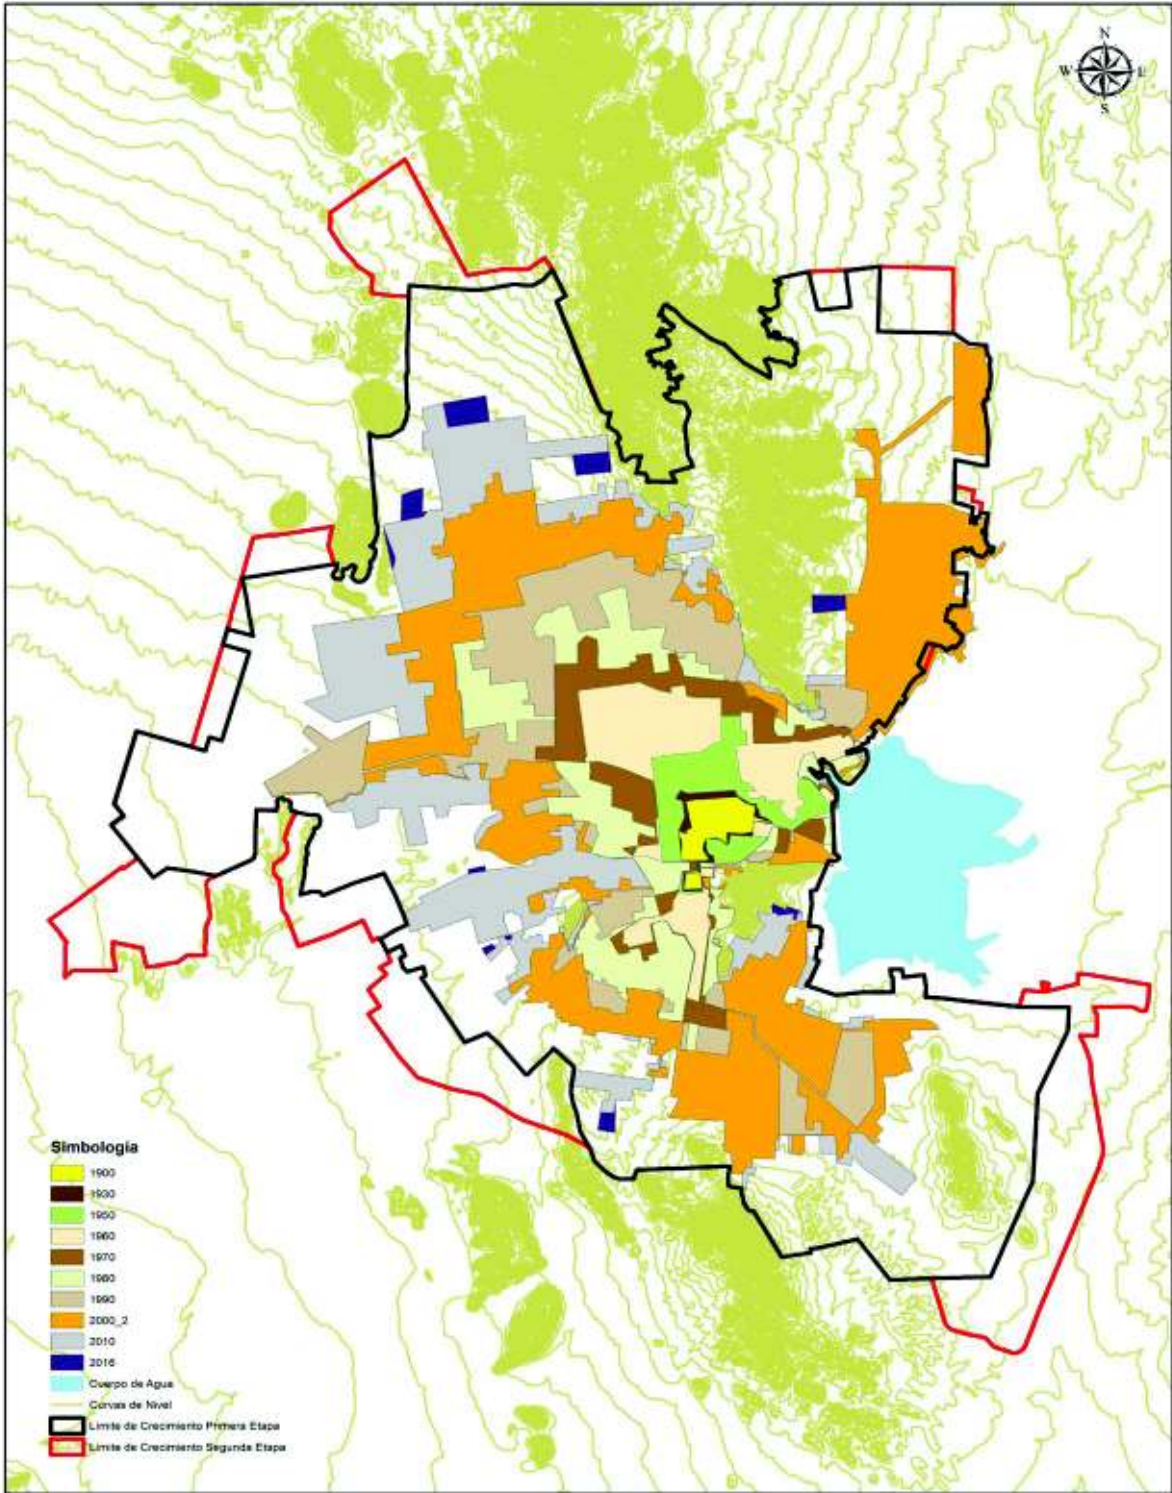 N
W E
S
Simbología
1900
1930
1950
1960
1970
1980
1990
2000_2
2010
2016
Cuerpo de Agua
Curvas de Nivel
Limite de Crecimiento Primera Etapa
Limite de Crecimiento Segunda Etapa